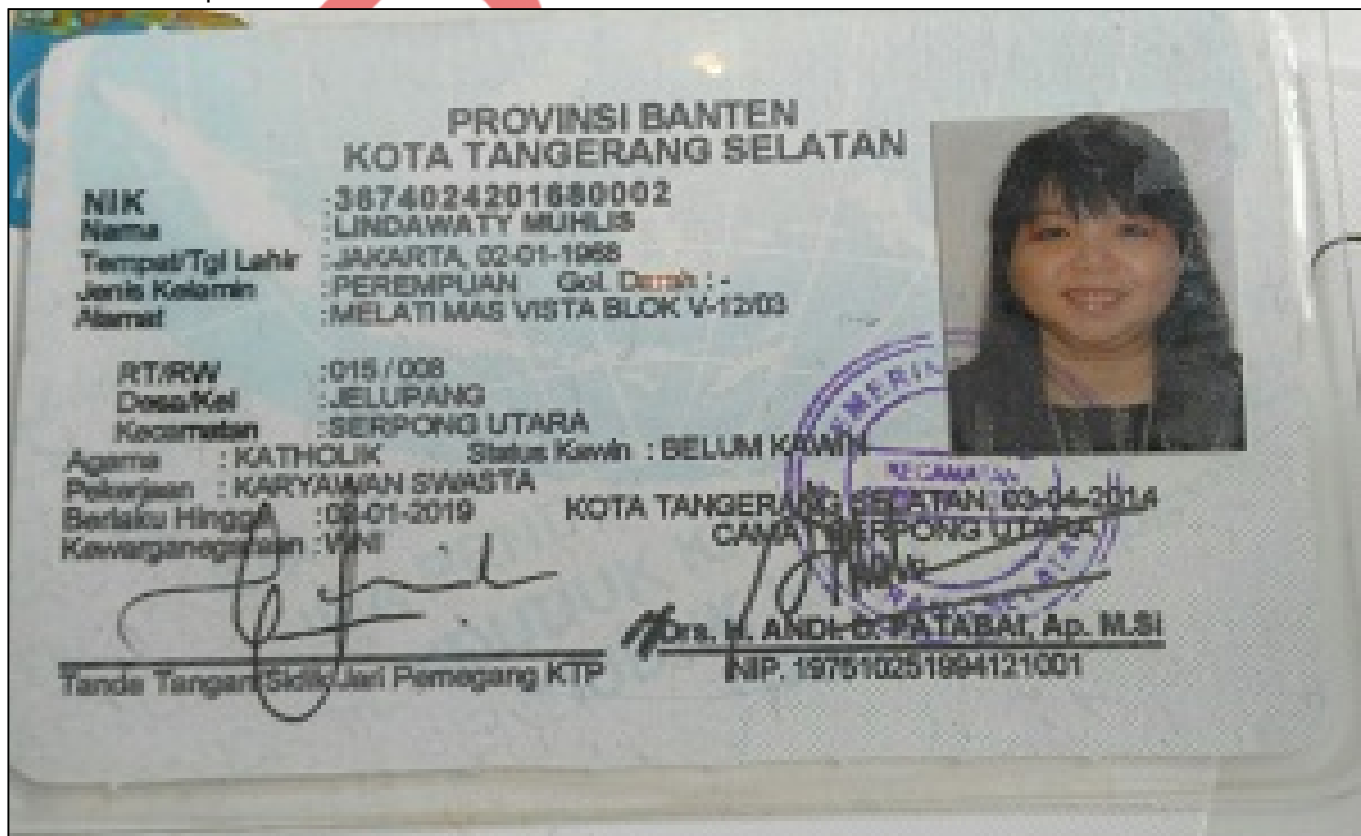 PROVINSI BANTEN
KOTA TANGERANG SELATAN
NIK : 3674024201680002
Nama : LINDAWATY MUHLIS
Tempat/Tgl Lahir : JAKARTA, 02-01-1968
Jenis Kelamin : PEREMPUAN Gol. Darah : -
Alamat : MELATI MAS VISTA BLOK V-12/03
RT/RW : 015 / 008
Desa/Kel : JELUPANG
Kecamatan : SERPONG UTARA
Agama : KATHOLIK Status Kawin : BELUM KAWIN
Pekerjaan : KARYAWAN SWASTA
Berlaku Hingga : 02-01-2019
Kewarganegaraan : WNI
KOTA TANGERANG SELATAN, 03-04-2014
CAMAT SERPONG UTARA
KECAMATAN
Drs. H. ANDI. D. PATABAI, Ap. M.Si
NIP. 197510251994121001
Tanda Tangan/Sidik Jari Pemegang KTP